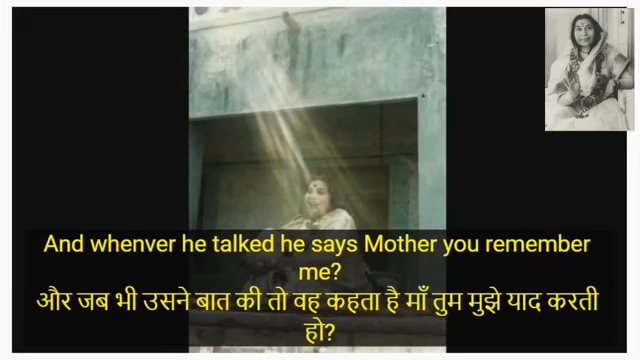 And whenver he talked he says Mother you remember
me?
और जब भी उसने बात की तो वह कहता है माँ तुम मुझे याद करती
हो?